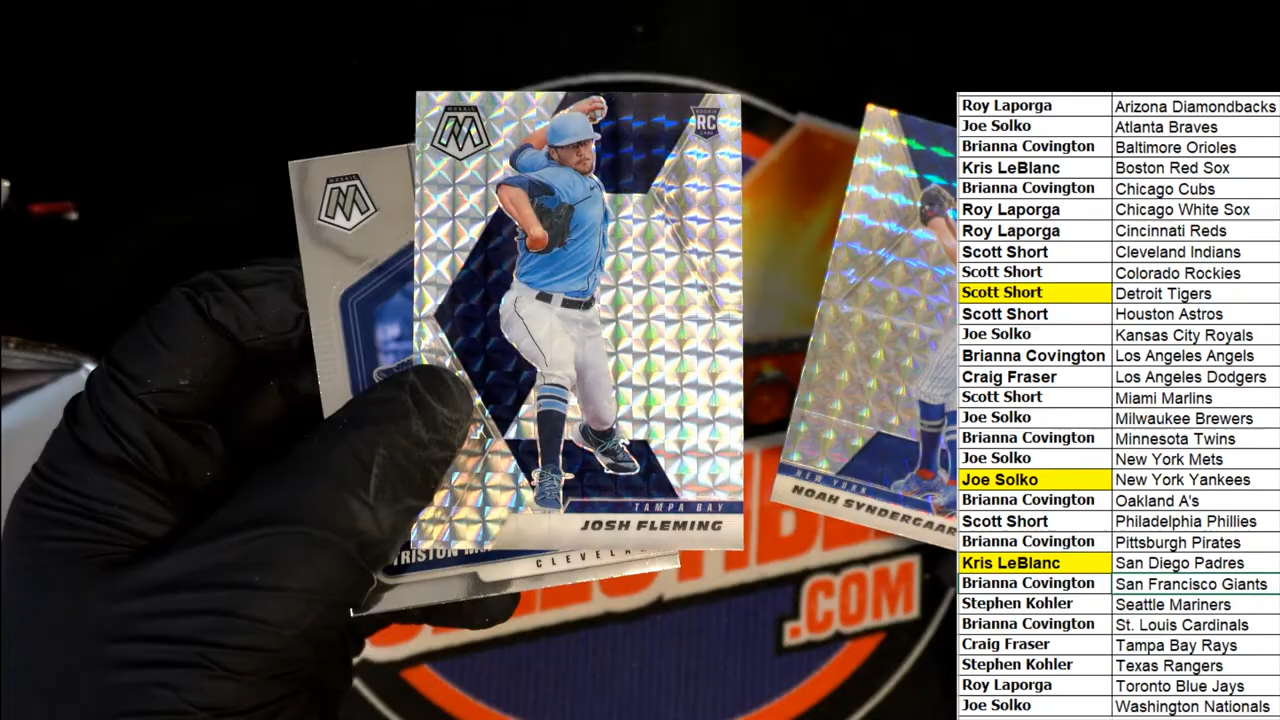 MOSAIC
M
ROOKIE
RC
CARD
TAMPA BAY
JOSH FLEMING
MOSAIC
M
TRISTON
CLEVELA
NEW YORK
NOAH SYNDERGAAR
.COM
Roy Laporga Arizona Diamondbacks
Joe Solko Atlanta Braves
Brianna Covington Baltimore Orioles
Kris LeBlanc Boston Red Sox
Brianna Covington Chicago Cubs
Roy Laporga Chicago White Sox
Roy Laporga Cincinnati Reds
Scott Short Cleveland Indians
Scott Short Colorado Rockies
Scott Short Detroit Tigers
Scott Short Houston Astros
Joe Solko Kansas City Royals
Brianna Covington Los Angeles Angels
Craig Fraser Los Angeles Dodgers
Scott Short Miami Marlins
Joe Solko Milwaukee Brewers
Brianna Covington Minnesota Twins
Joe Solko New York Mets
Joe Solko New York Yankees
Brianna Covington Oakland A's
Scott Short Philadelphia Phillies
Brianna Covington Pittsburgh Pirates
Kris LeBlanc San Diego Padres
Brianna Covington San Francisco Giants
Stephen Kohler Seattle Mariners
Brianna Covington St. Louis Cardinals
Craig Fraser Tampa Bay Rays
Stephen Kohler Texas Rangers
Roy Laporga Toronto Blue Jays
Joe Solko Washington Nationals